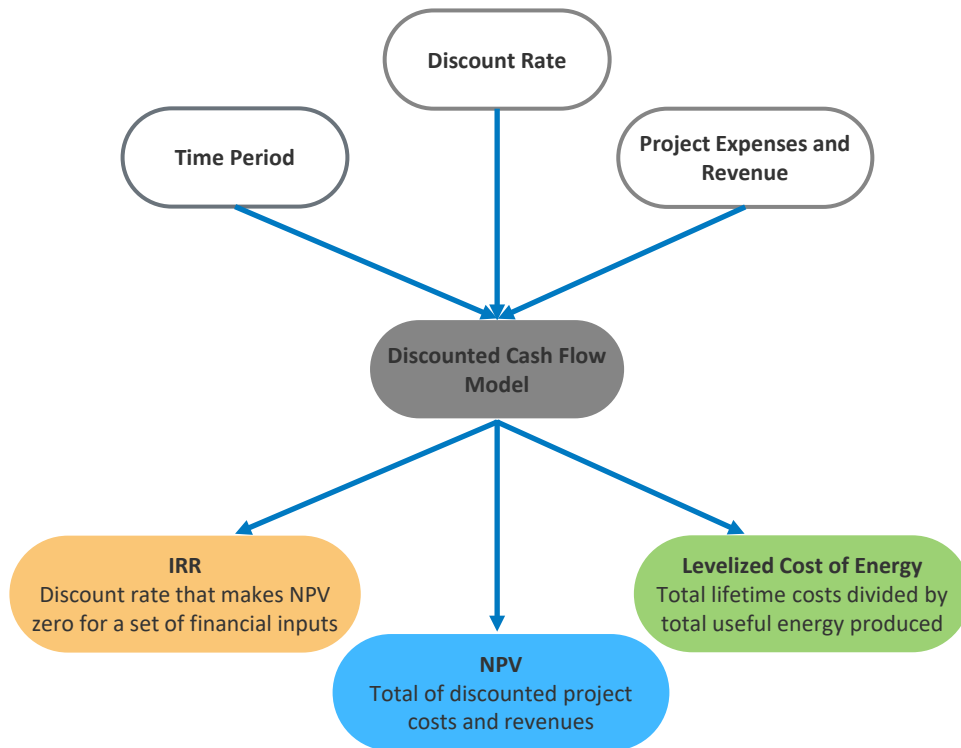 Discount Rate
Time Period
Project Expenses and
Revenue
Discounted Cash Flow
Model
IRR
Discount rate that makes NPV
zero for a set of financial inputs
Levelized Cost of Energy
Total lifetime costs divided by
total useful energy produced
NPV
Total of discounted project
costs and revenues